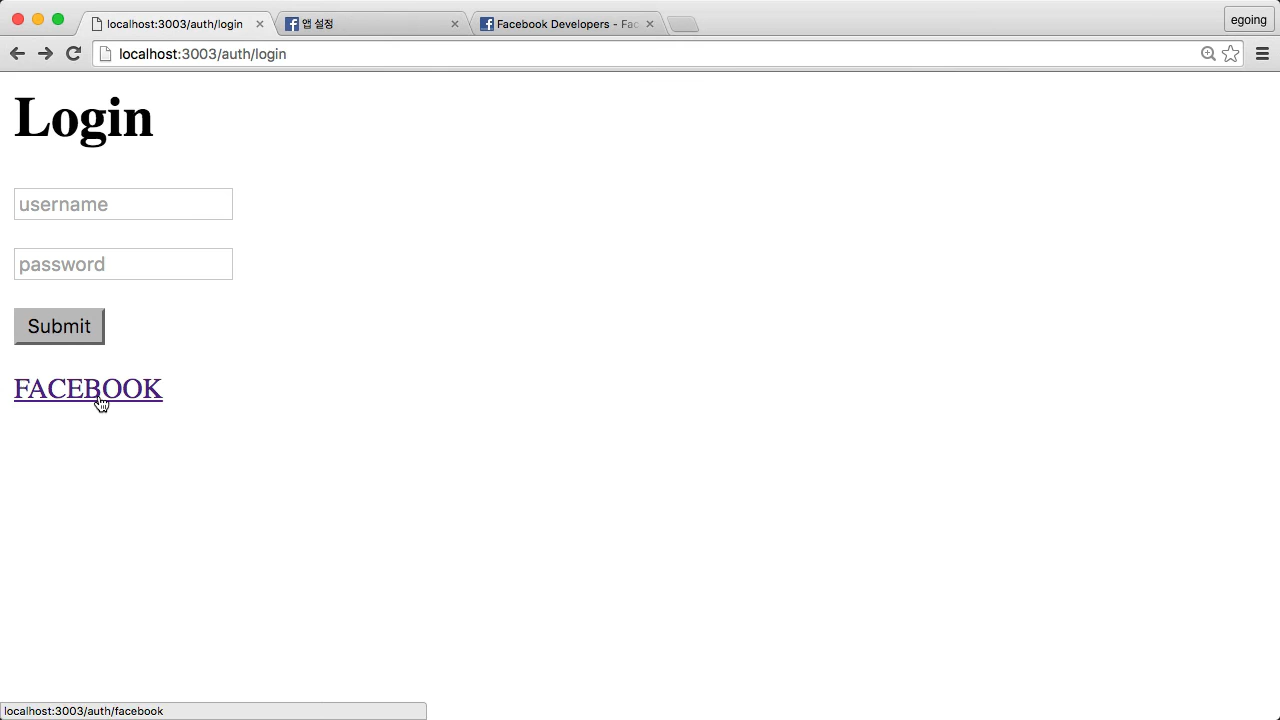 localhost:3003/auth/login
앱 설정
Facebook Developers - Fac
egoing
localhost:3003/auth/login
Login
username
password
Submit
FACEBOOK
localhost:3003/auth/facebook